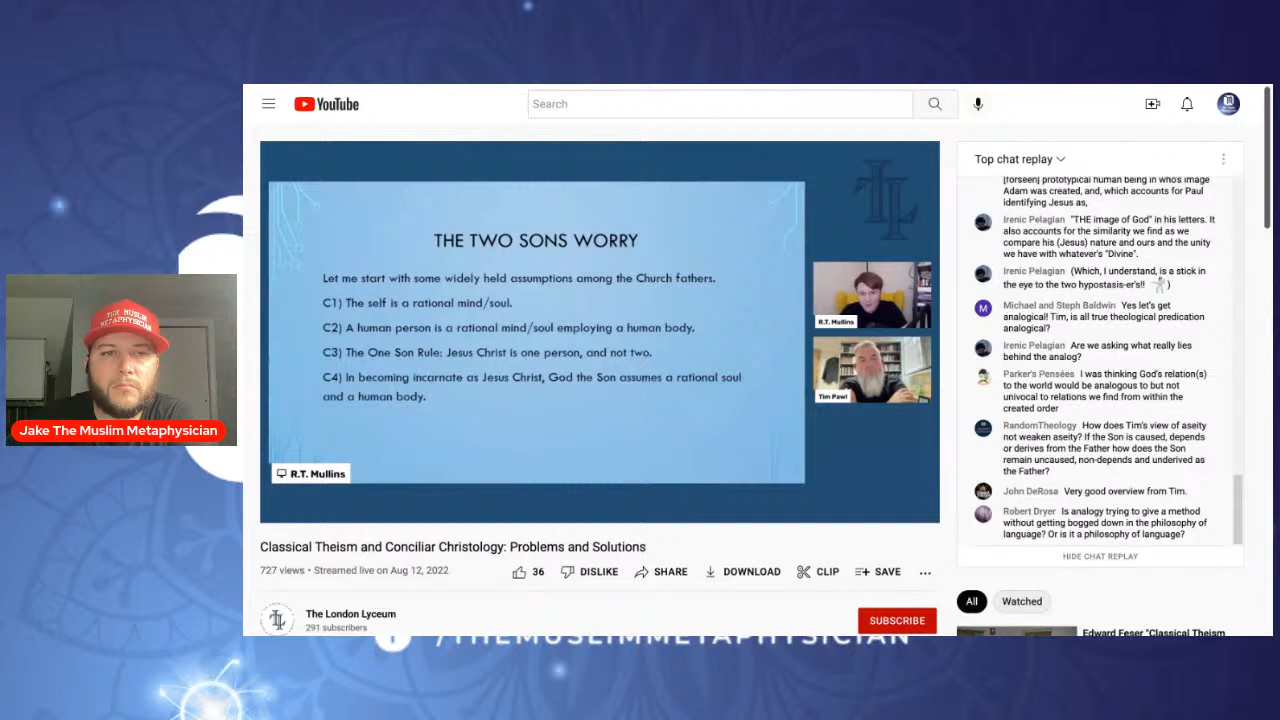 YouTube
Search
THE TWO SONS WORRY
Let me start with some widely held assumptions among the Church fathers.
C1) The self is a rational mind/soul.
C2) A human person is a rational mind/soul employing a human body.
C3) The One Son Rule: Jesus Christ is one person, and not two.
C4) In becoming incarnate as Jesus Christ, God the Son assumes a rational soul
and a human body.
R.T. Mullins
R.T. Mullins
Tim Pawl
Classical Theism and Conciliar Christology: Problems and Solutions
727 views • Streamed live on Aug 12, 2022
36
DISLIKE
SHARE
DOWNLOAD
CLIP
SAVE
The London Lyceum
291 subscribers
SUBSCRIBE
Top chat replay
[forseen] prototypical human being in who's image
Adam was created, and, which accounts for Paul
identifying Jesus as,
Irenic Pelagian "THE image of God" in his letters. It
also accounts for the similarity we find as we
compare his (Jesus) nature and ours and the unity
we have with whatever's "Divine".
Irenic Pelagian (Which, I understand, is a stick in
the eye to the two hypostasis-er's!! )
M
Michael and Steph Baldwin Yes let's get
analogical! Tim, is all true theological predication
analogical?
Irenic Pelagian Are we asking what really lies
behind the analog?
Parker's Pensées I was thinking God's relation(s)
to the world would be analogous to but not
univocal to relations we find from within the
created order
RandomTheology How does Tim's view of aseity
not weaken aseity? If the Son is caused, depends
or derives from the Father how does the Son
remain uncaused, non-depends and underived as
the Father?
John DeRosa Very good overview from Tim.
Robert Dryer Is analogy trying to give a method
without getting bogged down in the philosophy of
language? Or is it a philosophy of language?
HIDE CHAT REPLAY
All
Watched
Edward Feser "Classical Theism
THE MUSLIM
METAPHYSICIAN
Jake The Muslim Metaphysician
/THEMUSLIMMETAPHYSICIAN